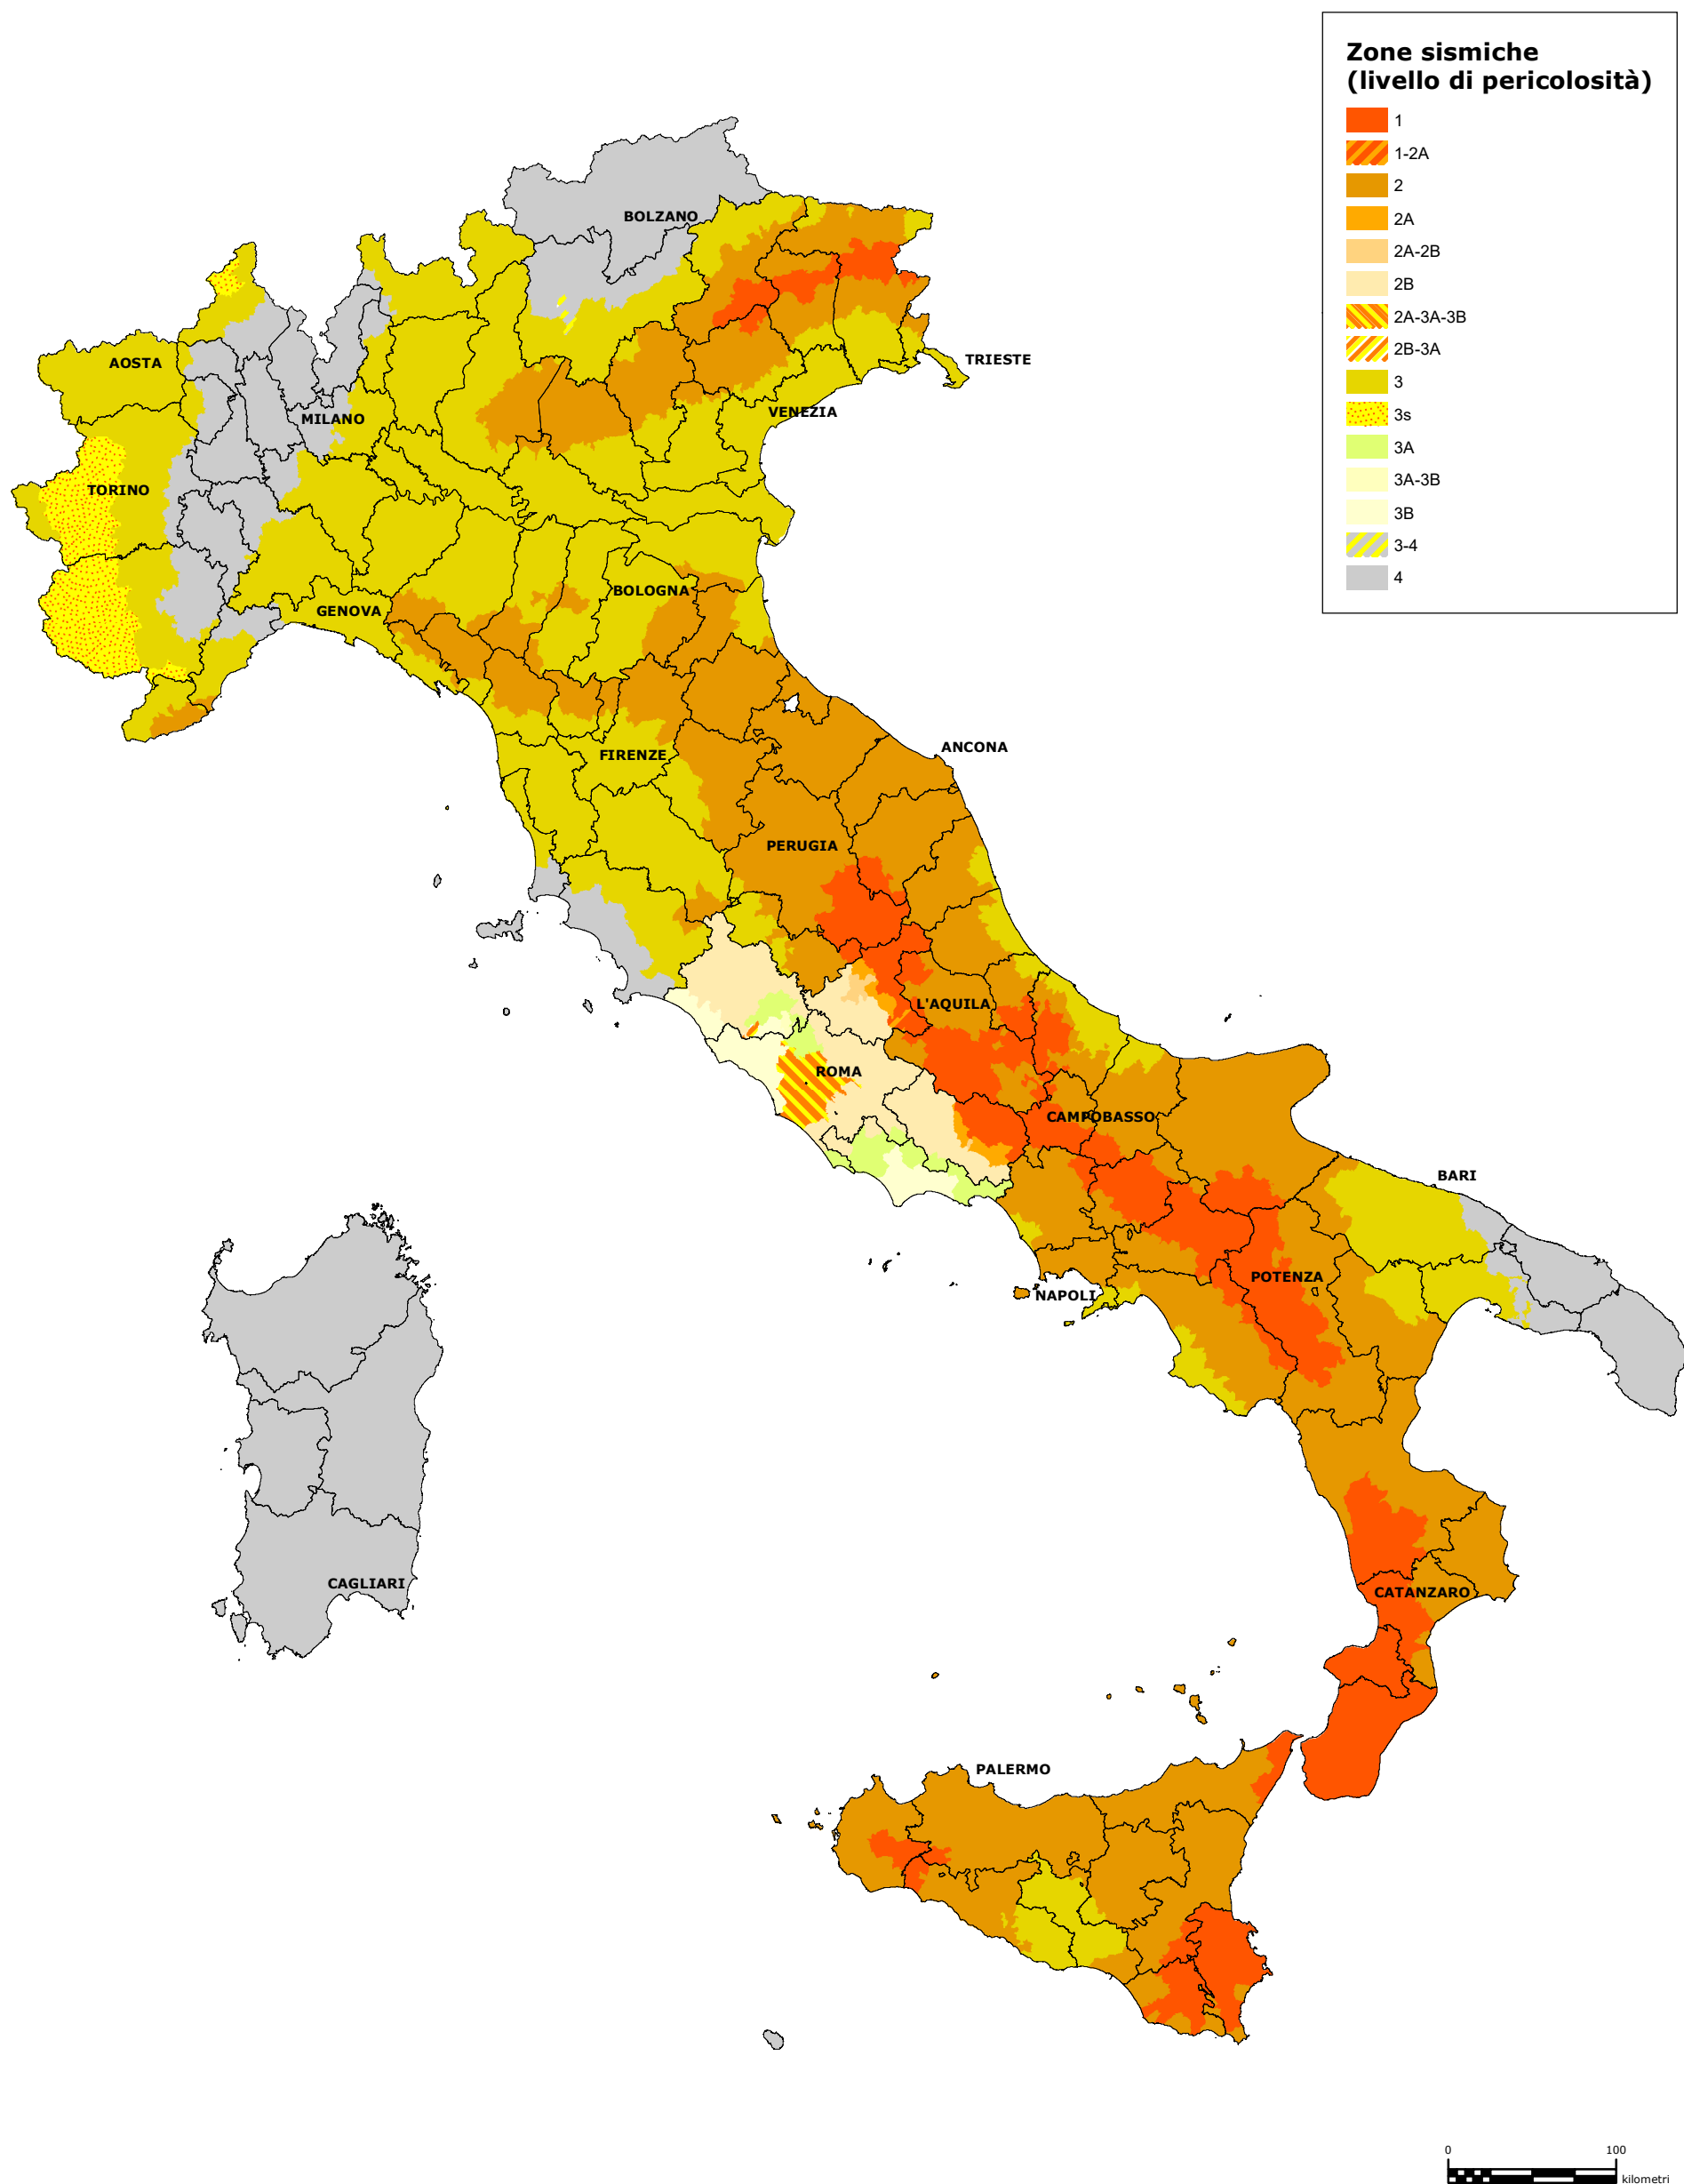 Zone sismiche
(livello di pericolosità)
1
1-2A
2
2A
2A-2B
2B
2A-3A-3B
2B-3A
3
3s
3A
3A-3B
3B
3-4
4
BOLZANO
AOSTA
TRIESTE
MILANO
VENEZIA
TORINO
BOLOGNA
GENOVA
ANCONA
FIRENZE
PERUGIA
L'AQUILA
ROMA
CAMPOBASSO
BARI
POTENZA
NAPOLI
CAGLIARI
CATANZARO
PALERMO
0 100
kilometri